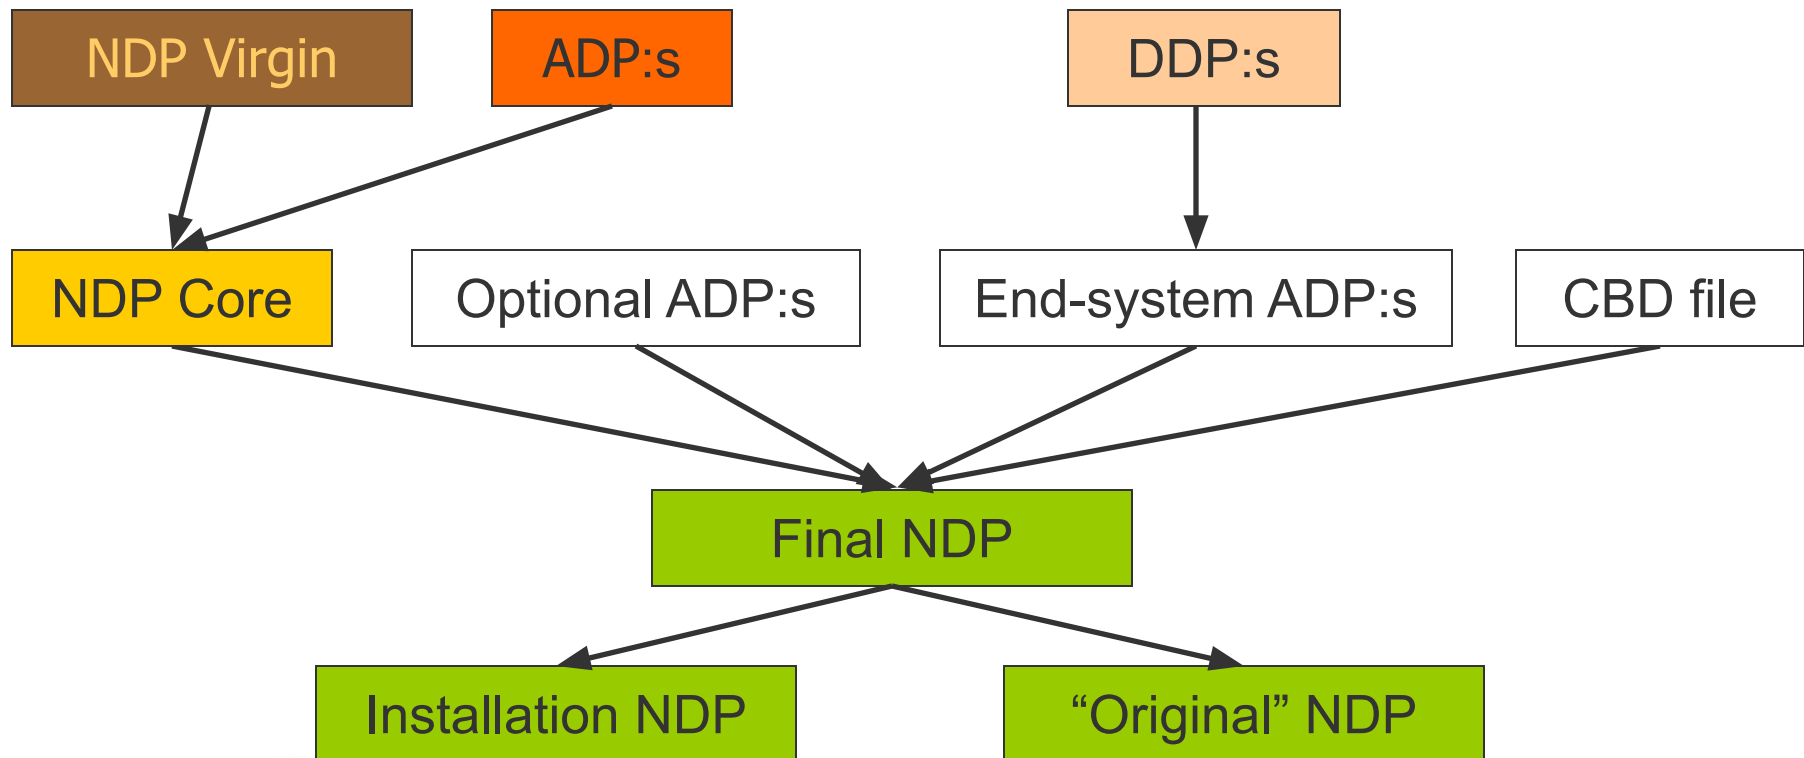 NDP Virgin
ADP:s
DDP:s
NDP Core
Optional ADP:s
End-system ADP:s
CBD file
Final NDP
Installation NDP
“Original” NDP